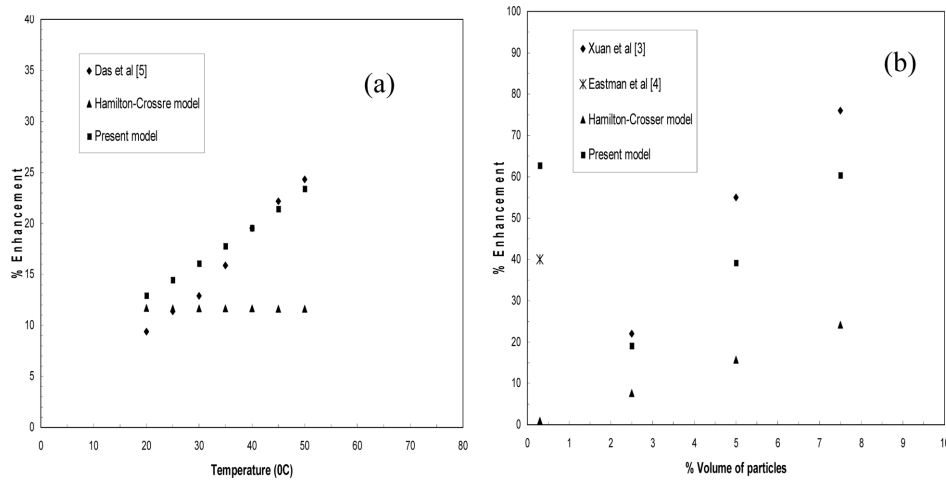 40
35
30
25
20
15
10
5
0
% Enhancement
Das et al [5]
Hamilton-Crossre model
Present model
(a)
0 10 20 30 40 50 60 70 80
Temperature (0C)
100
90
80
70
60
50
40
30
20
10
0
% Enhancement
Xuan et al [3]
Eastman et al [4]
Hamilton-Crosser model
Present model
(b)
0 1 2 3 4 5 6 7 8 9 10
% Volume of particles